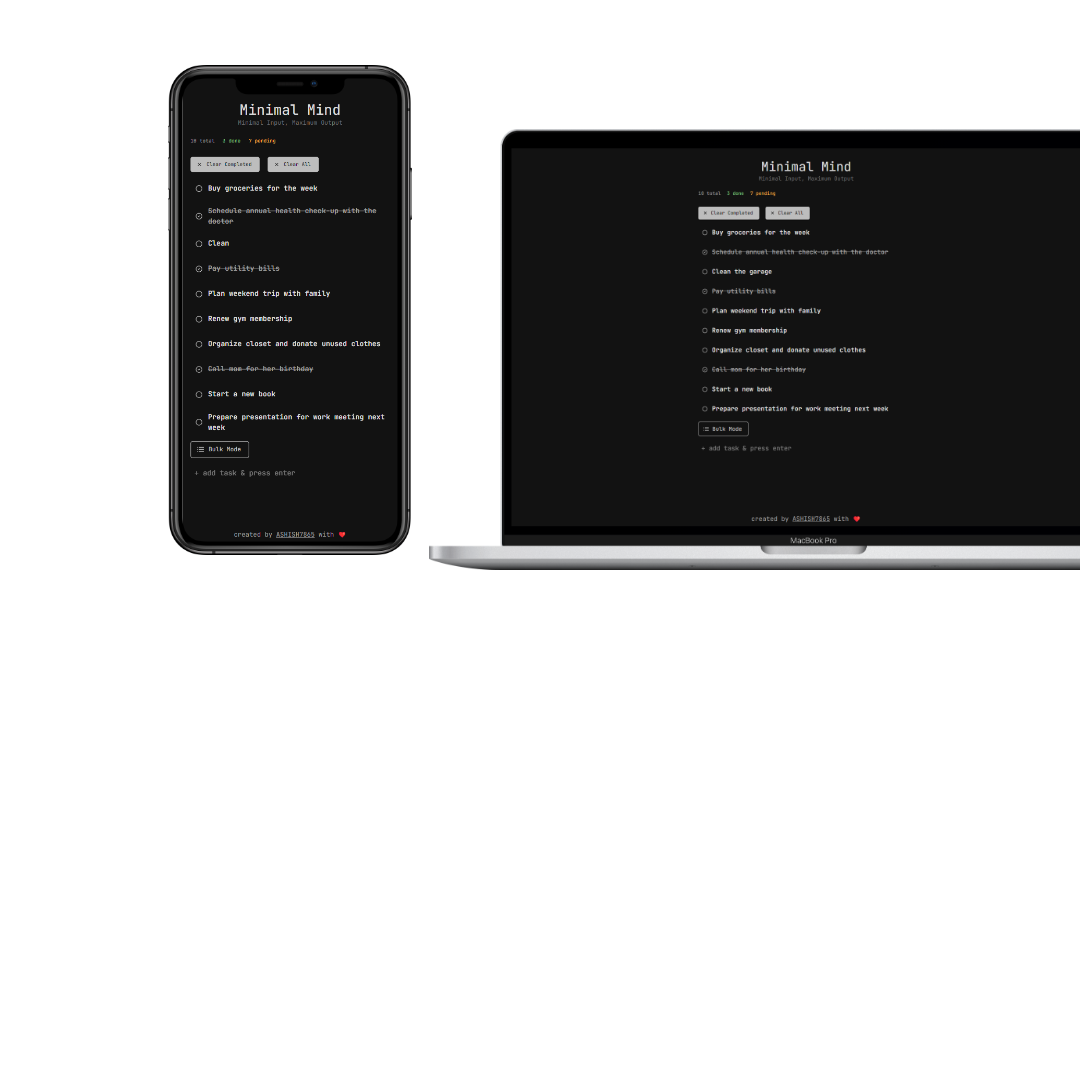 Minimal Mind
Minimal Input, Maximum Output
10 total 3 done 7 pending
× Clear Completed × Clear All
Buy groceries for the week
Schedule annual health check-up with the
doctor
Clean
Pay utility bills
Plan weekend trip with family
Renew gym membership
Organize closet and donate unused clothes
Call mom for her birthday
Start a new book
Prepare presentation for work meeting next
week
Bulk Mode
+ add task & press enter
created by ASHISH7865 with ❤️
Minimal Mind
Minimal Input, Maximum Output
10 total 3 done 7 pending
× Clear Completed × Clear All
Buy groceries for the week
Schedule annual health check-up with the doctor
Clean the garage
Pay utility bills
Plan weekend trip with family
Renew gym membership
Organize closet and donate unused clothes
Call mom for her birthday
Start a new book
Prepare presentation for work meeting next week
Bulk Mode
+ add task & press enter
created by ASHISH7865 with ❤️
MacBook Pro